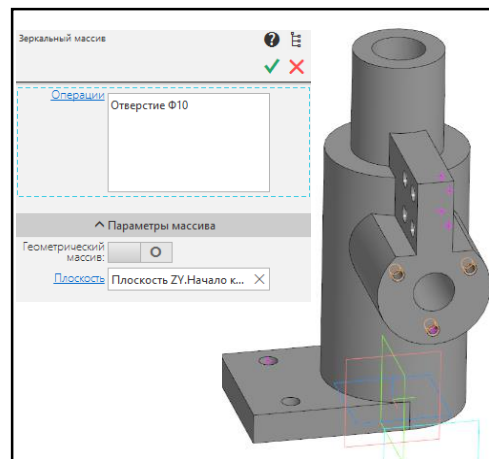 Зеркальный массив
Операции
Отверстие Ф10
Параметры массива
Геометрический
массив:
Плоскость Плоскость ZY.Начало к...